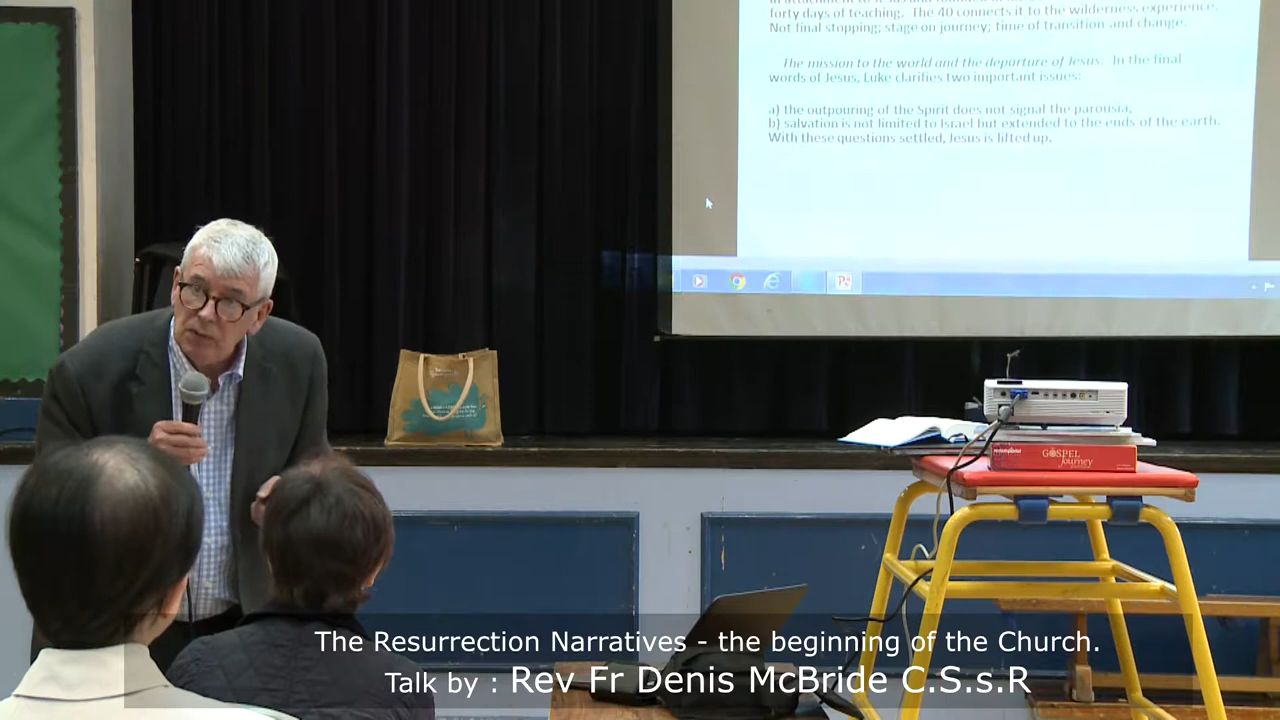 forty days of teaching. The 40 connects it to the wilderness experience.
Not final stopping; stage on journey; time of transition and change.
The mission to the world and the departure of Jesus. In the final
words of Jesus, Luke clarifies two important issues:
a) the outpouring of the Spirit does not signal the parousia;
b) salvation is not limited to Israel but extended to the ends of the earth.
With these questions settled, Jesus is lifted up.
GOSPEL
Journey
The Resurrection Narratives - the beginning of the Church.
Talk by : Rev Fr Denis McBride C.S.s.R